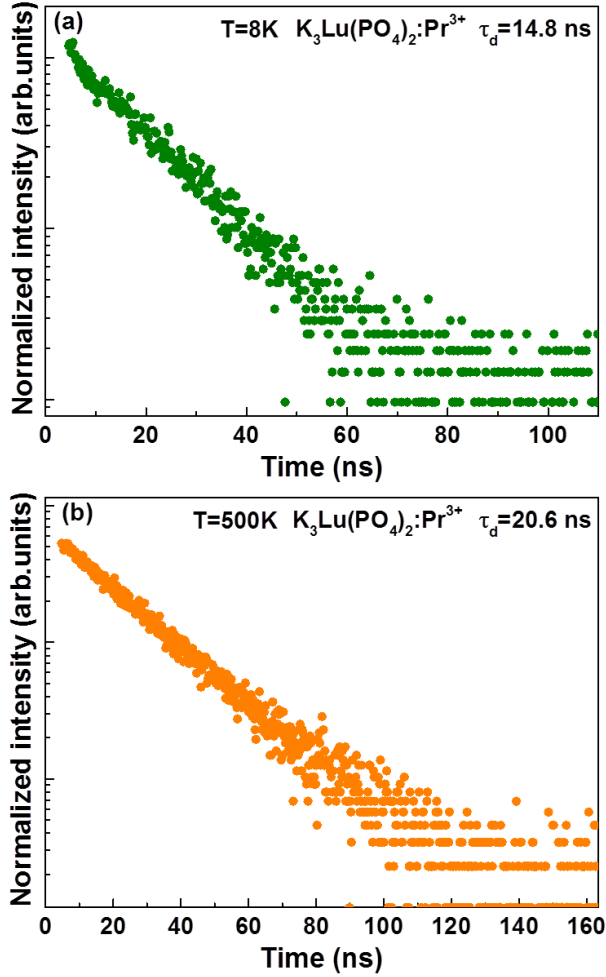 (a)
T=8K K₃Lu(PO₄)₂:Pr³⁺ τd=14.8 ns
Normalized intensity (arb.units)
0 20 40 60 80 100
Time (ns)
(b)
T=500K K₃Lu(PO₄)₂:Pr³⁺ τd=20.6 ns
Normalized intensity (arb.units)
0 20 40 60 80 100 120 140 160
Time (ns)